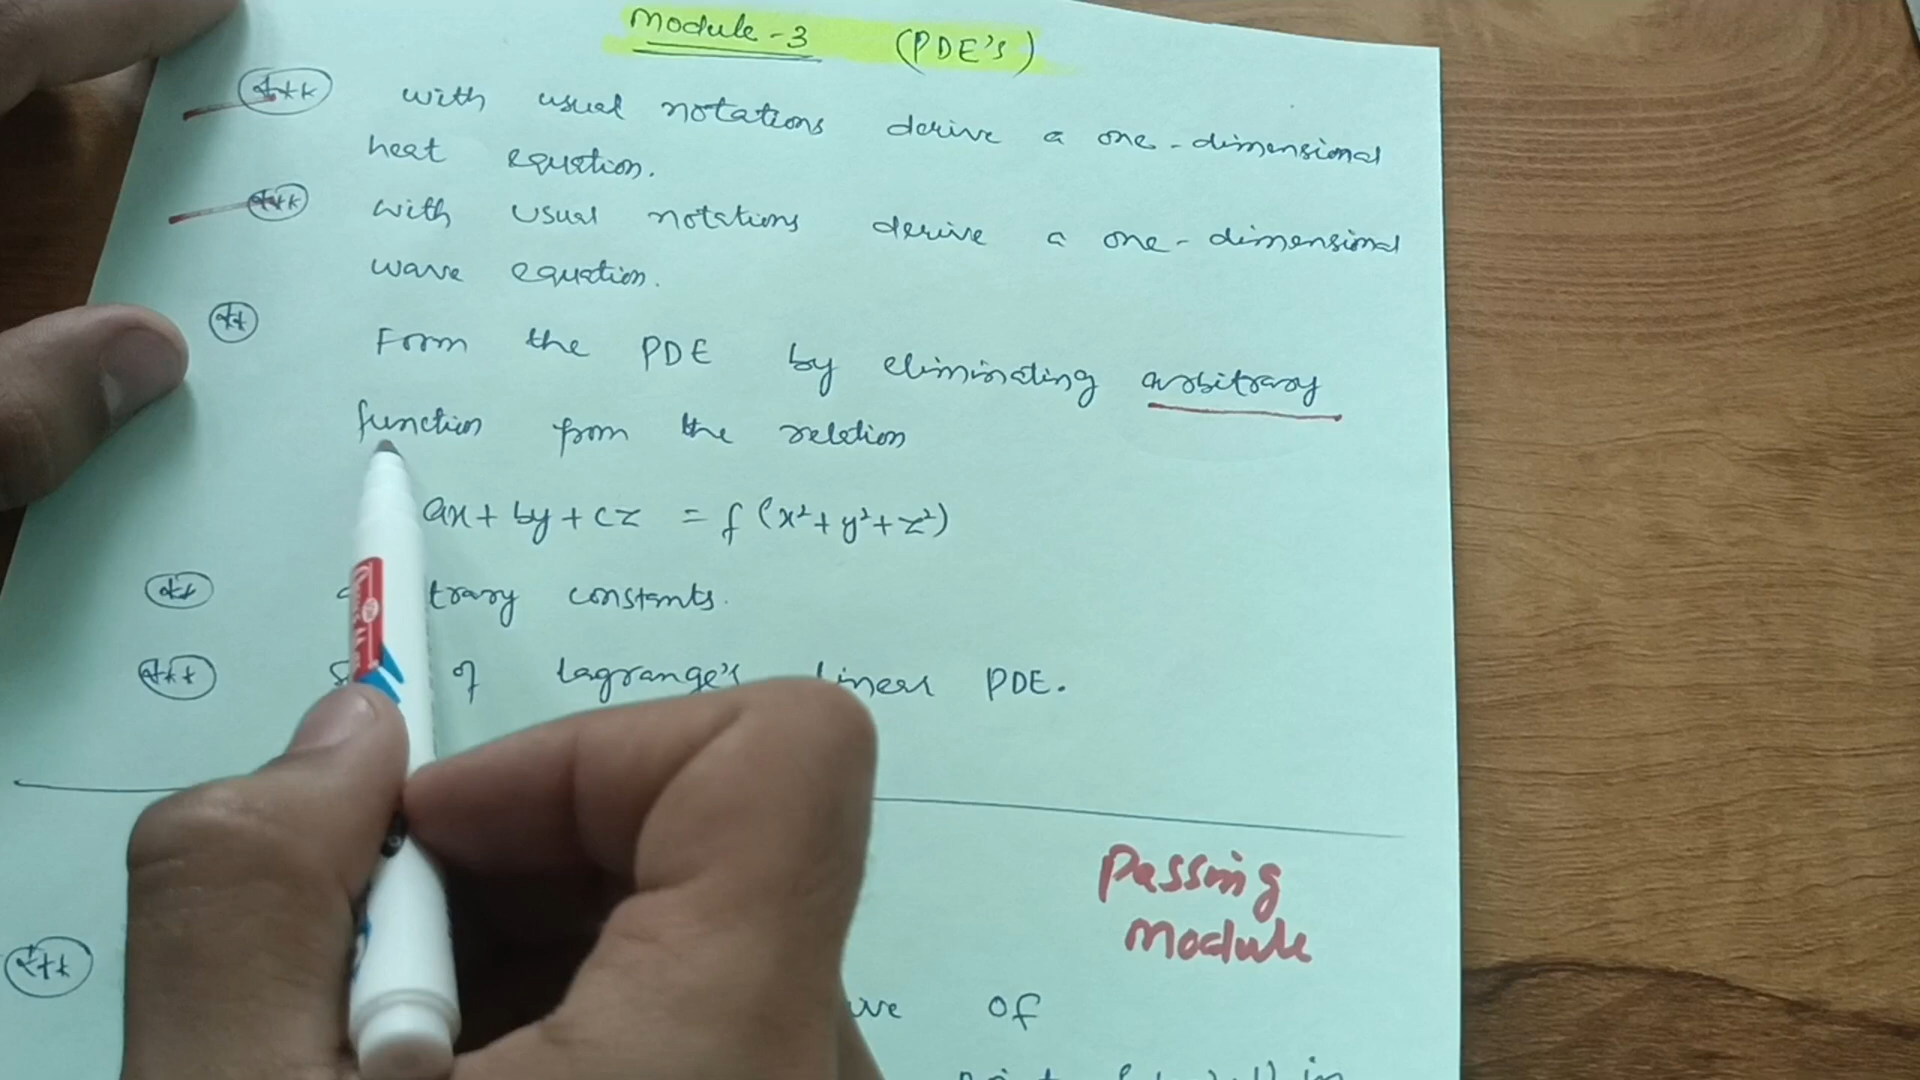 Module - 3 (PDE's)
*** with usual notations derive a one - dimensional
heat equation.
*** with usual notations derive a one - dimensional
wave equation.
** Form the PDE by eliminating arbitrary
function from the relation
ax + by + cz = f (x² + y² + z²)
** trary constants.
*** of lagrange's linear PDE.
Passing
Module
***
of